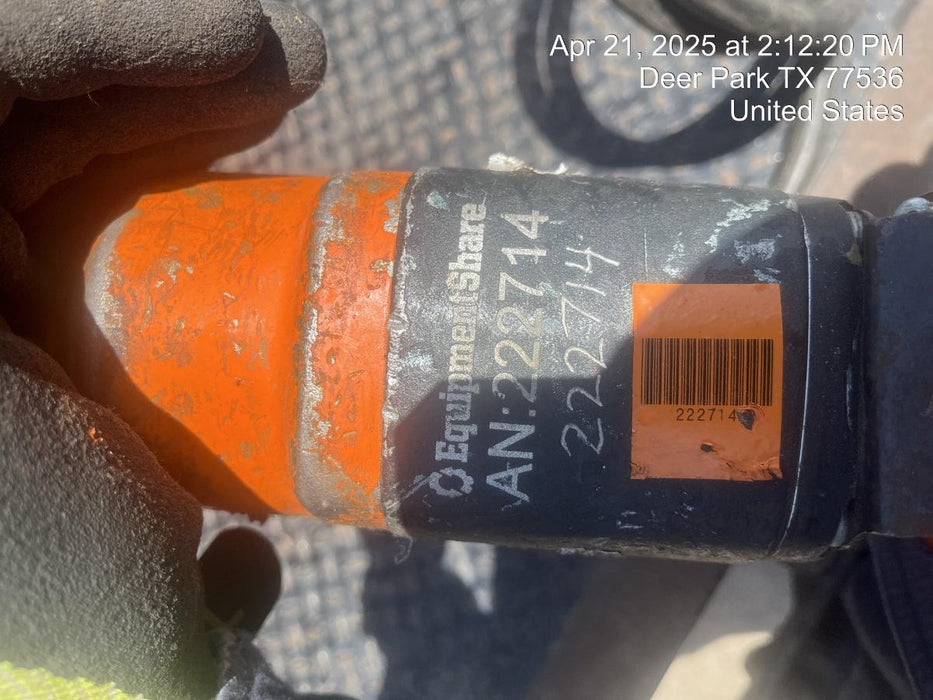 Apr 21, 2025 at 2:12:20 PM
Deer Park TX 77536
United States
EquipmentShare
AN:222714
222714
222714